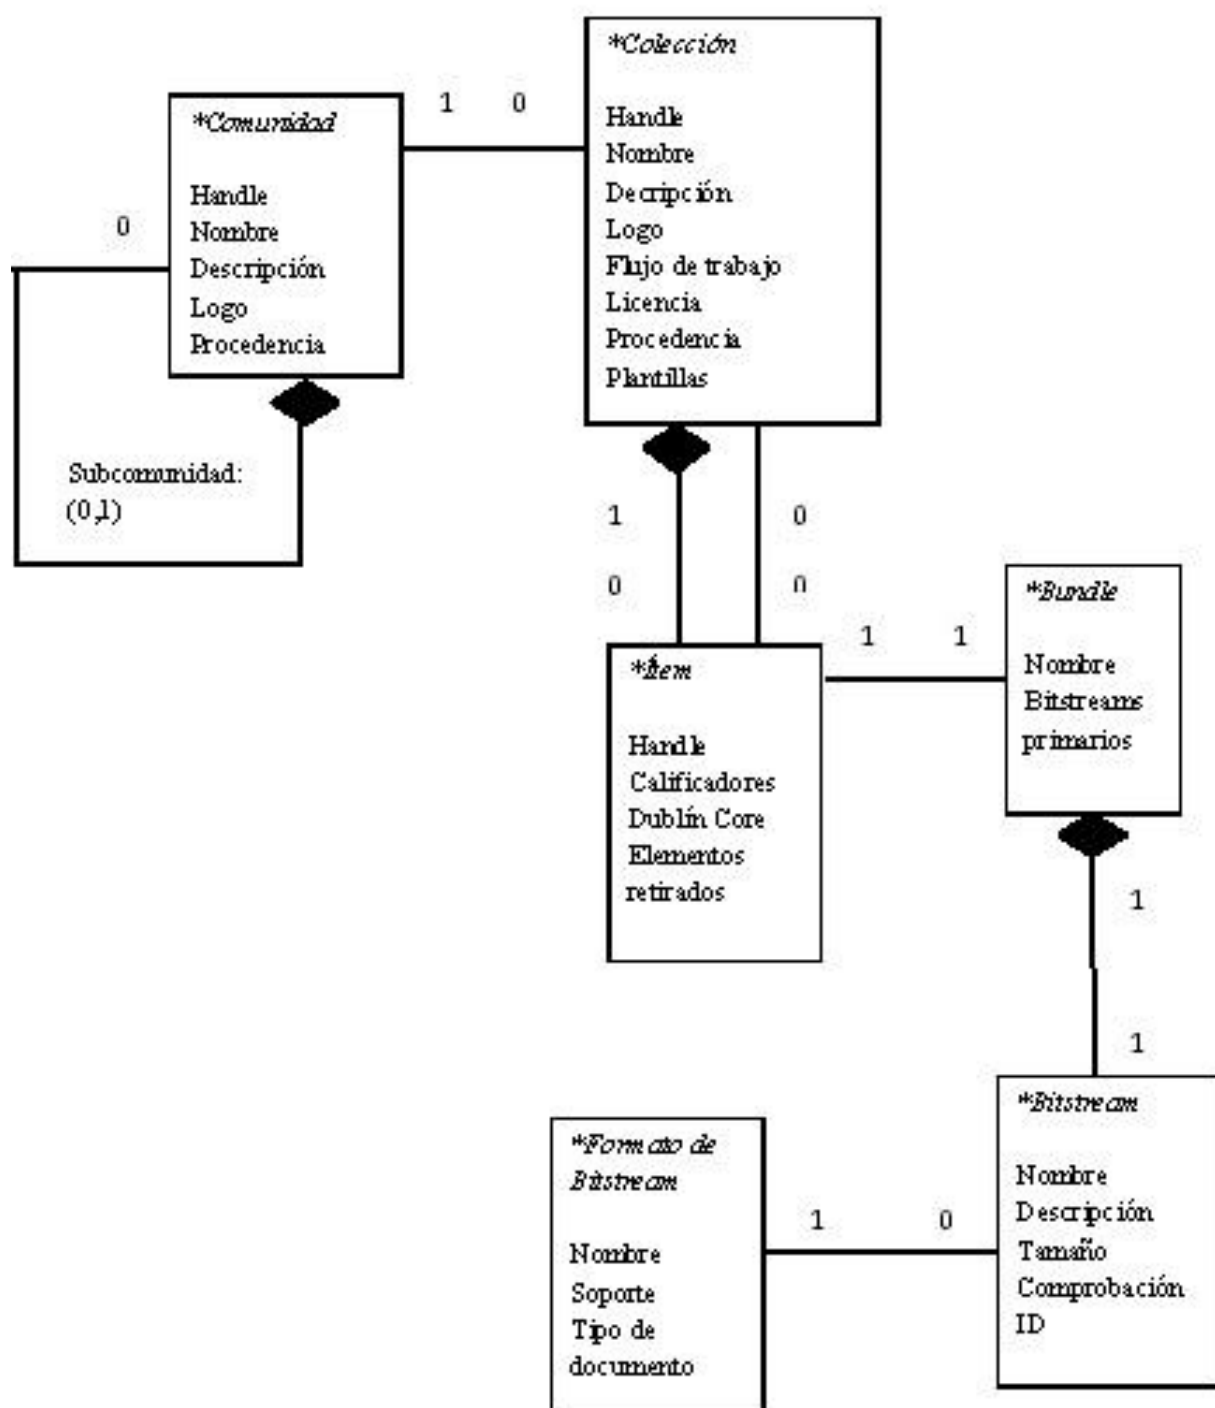 *Colección
Handle
Nombre
Decripción
Logo
Flujo de trabajo
Licencia
Procedencia
Plantillas
1 0
*Comunidad
Handle
Nombre
Descripción
Logo
Procedencia
0
Subcomunidad:
(0,1)
1 0
0 0
*Ítem
Handle
Calificadores
Dublín Core
Elementos
retirados
1 1
*Bundle
Nombre
Bitstreams
primarios
1
1
*Bitstream
Nombre
Descripción
Tamaño
Comprobación
ID
1 0
*Formato de
Bitstream
Nombre
Soporte
Tipo de
documento